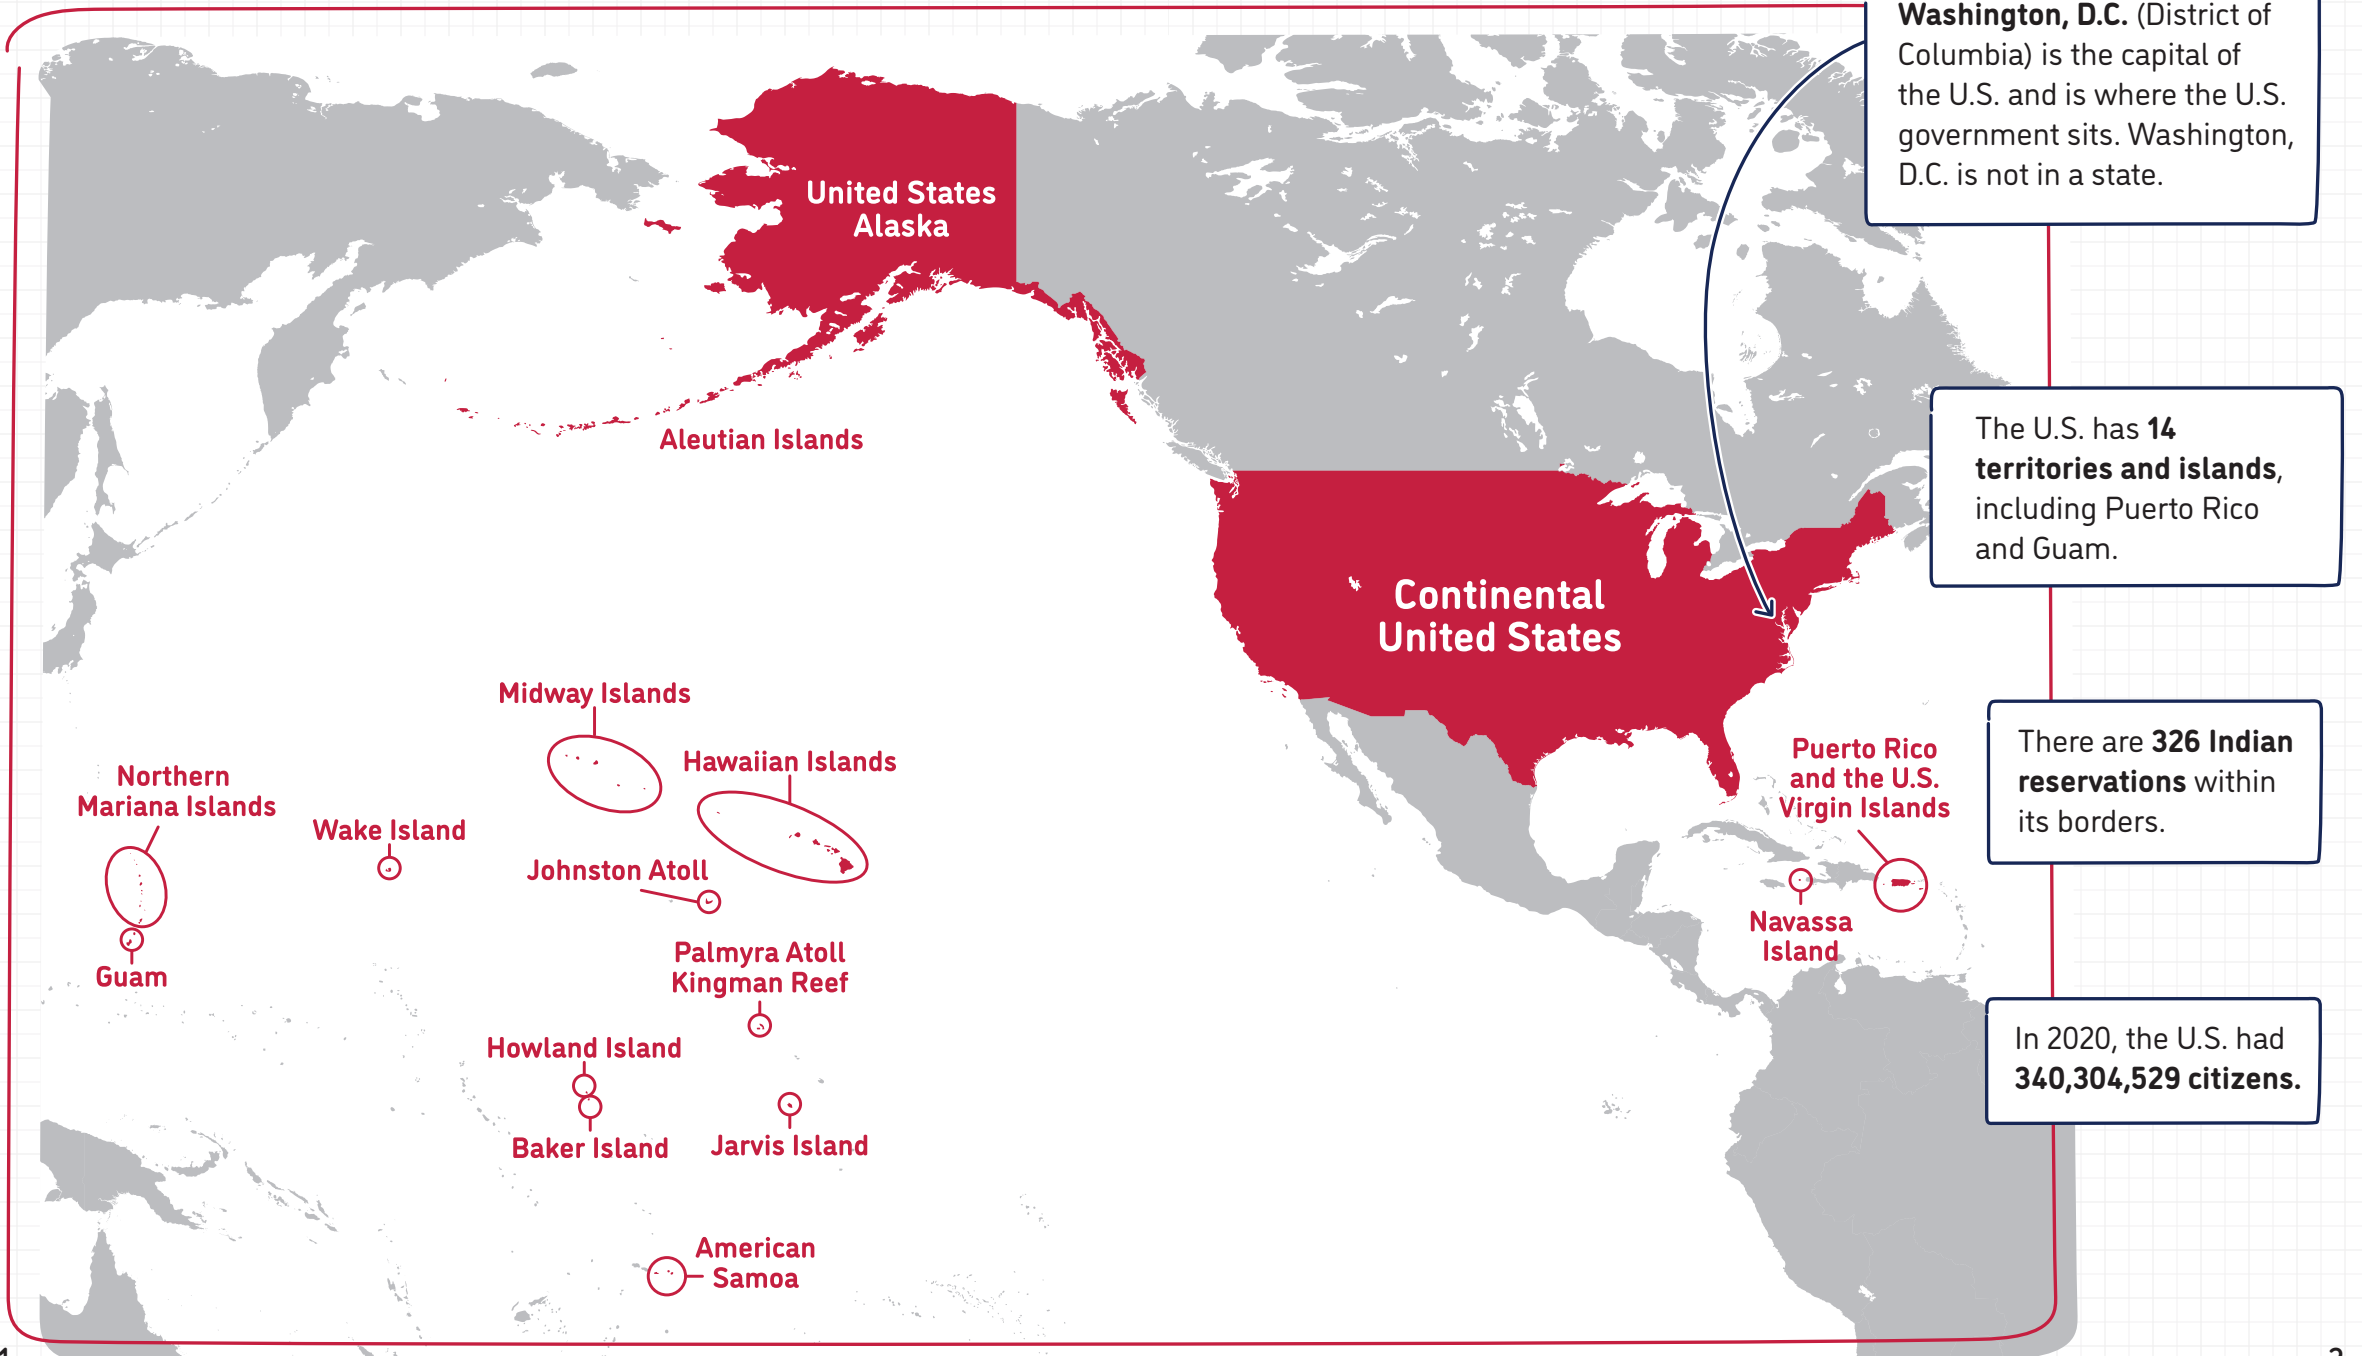 Washington, D.C. (District of
Columbia) is the capital of
the U.S. and is where the U.S.
government sits. Washington,
D.C. is not in a state.
United States
Alaska
Aleutian Islands
The U.S. has 14
territories and islands,
including Puerto Rico
and Guam.
Continental
United States
Midway Islands
Hawaiian Islands
Northern
Mariana Islands
Wake Island
Johnston Atoll
Puerto Rico
and the U.S.
Virgin Islands
There are 326 Indian
reservations within
its borders.
Navassa
Island
Guam
Palmyra Atoll
Kingman Reef
Howland Island
Baker Island
Jarvis Island
In 2020, the U.S. had
340,304,529 citizens.
American
Samoa